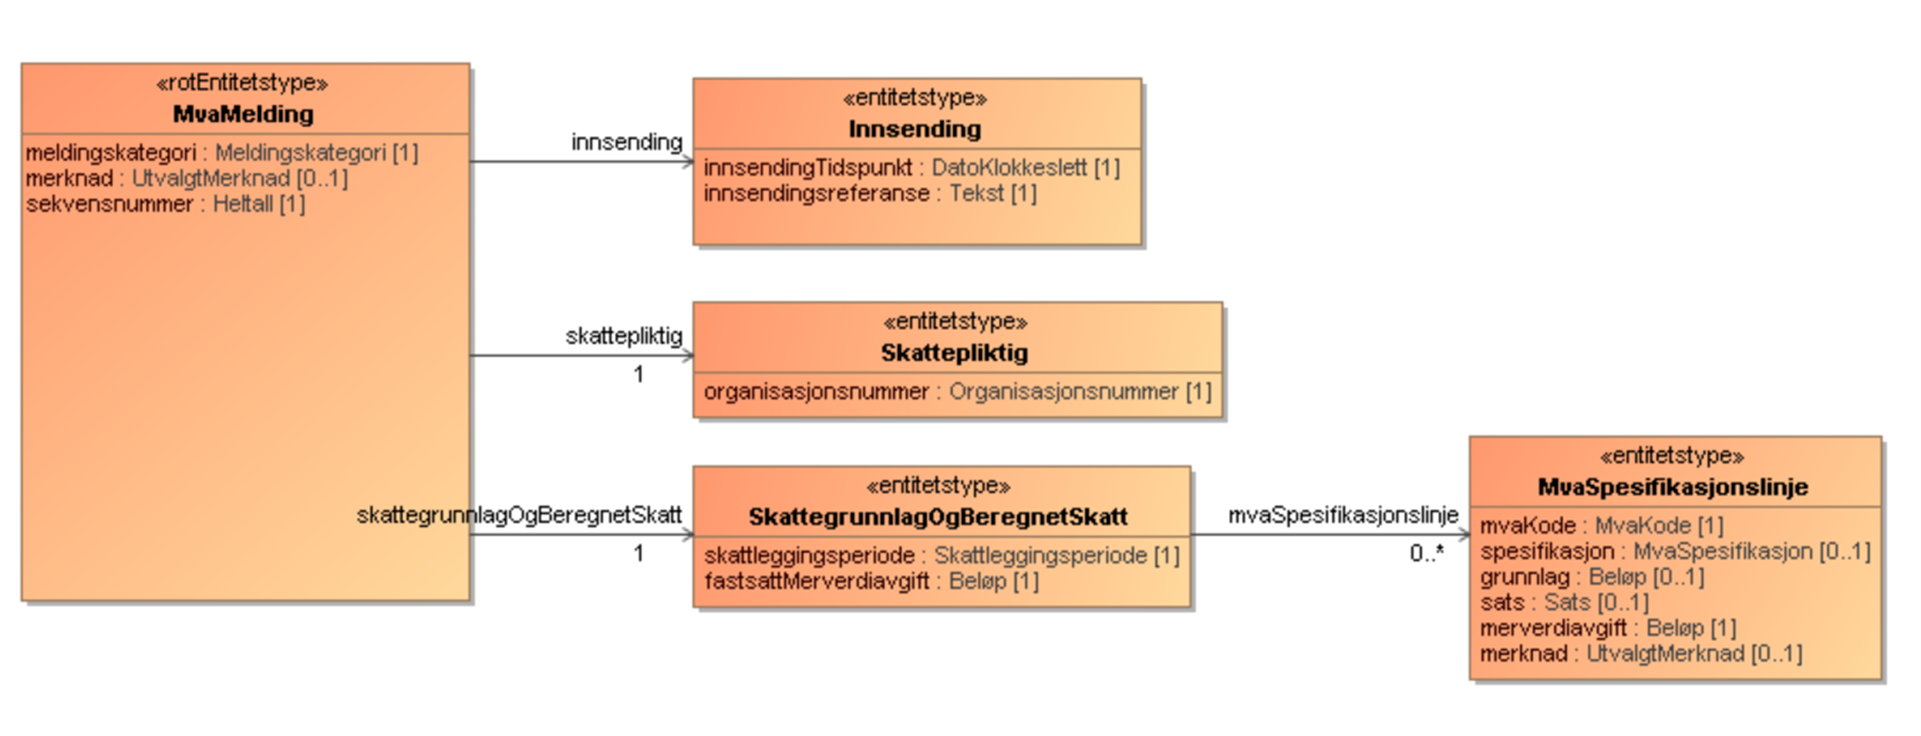 «rotEntitetstype»
MvaMelding
meldingskategori : Meldingskategori [1]
merknad : UtvalgtMerknad [0..1]
sekvensnummer : Heltall [1]
innsending
«entitetstype»
Innsending
innsendingTidspunkt : DatoKlokkeslett [1]
innsendingsreferanse : Tekst [1]
skattepliktig
1
«entitetstype»
Skattepliktig
organisasjonsnummer : Organisasjonsnummer [1]
skattegrunnlagOgBeregnetSkatt
1
«entitetstype»
SkattegrunnlagOgBeregnetSkatt
skattleggingsperiode : Skattleggingsperiode [1]
fastsattMerverdiavgift : Beløp [1]
mvaSpesifikasjonslinje
0..*
«entitetstype»
MvaSpesifikasjonslinje
mvaKode : MvaKode [1]
spesifikasjon : MvaSpesifikasjon [0..1]
grunnlag : Beløp [0..1]
sats : Sats [0..1]
merverdiavgift : Beløp [1]
merknad : UtvalgtMerknad [0..1]